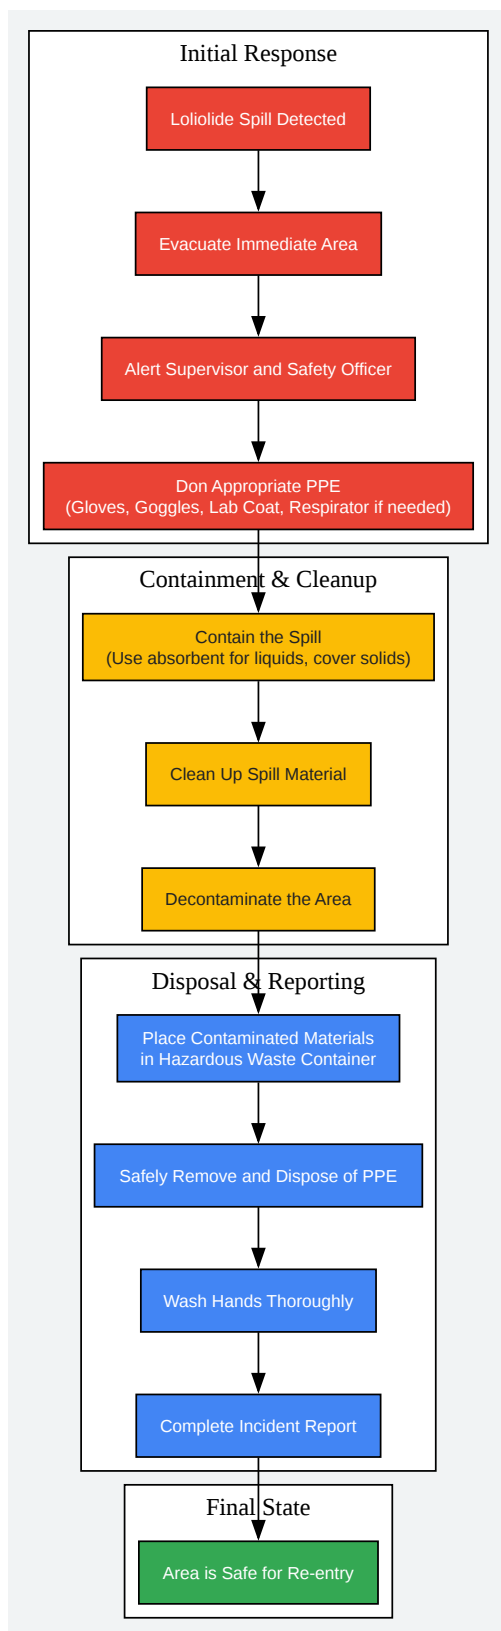 Initial Response
Loliolide Spill Detected
Evacuate Immediate Area
Alert Supervisor and Safety Officer
Don Appropriate PPE
(Gloves, Goggles, Lab Coat, Respirator if needed)
Containment & Cleanup
Contain the Spill
(Use absorbent for liquids, cover solids)
Clean Up Spill Material
Decontaminate the Area
Disposal & Reporting
Place Contaminated Materials
in Hazardous Waste Container
Safely Remove and Dispose of PPE
Wash Hands Thoroughly
Complete Incident Report
Final State
Area is Safe for Re-entry